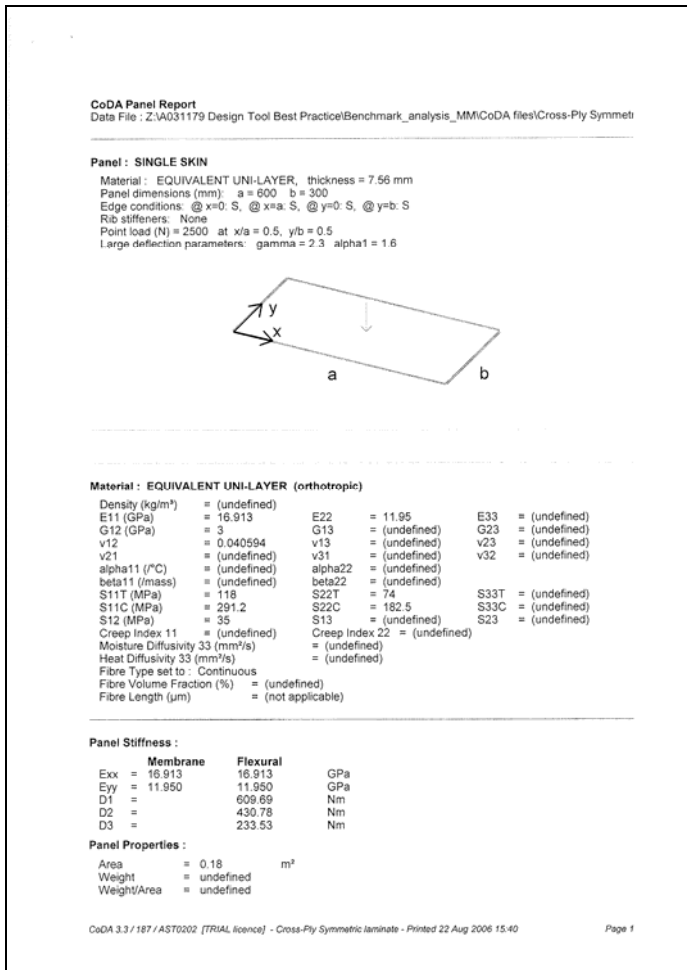 CoDA Panel Report
Data File : Z:\A031179 Design Tool Best Practice\Benchmark_analysis_MM\CoDA files\Cross-Ply Symmetri
Panel : SINGLE SKIN
Material : EQUIVALENT UNI-LAYER, thickness = 7.56 mm
Panel dimensions (mm): a = 600 b = 300
Edge conditions: @ x=0: S, @ x=a: S, @ y=0: S, @ y=b: S
Rib stiffeners: None
Point load (N) = 2500 at x/a = 0.5, y/b = 0.5
Large deflection parameters: gamma = 2.3 alpha1 = 1.6
y
x
a
b
Material : EQUIVALENT UNI-LAYER (orthotropic)
Density (kg/m³) = (undefined)
E11 (GPa) = 16.913 E22 = 11.95 E33 = (undefined)
G12 (GPa) = 3 G13 = (undefined) G23 = (undefined)
v12 = 0.040594 v13 = (undefined) v23 = (undefined)
v21 = (undefined) v31 = (undefined) v32 = (undefined)
alpha11 (/°C) = (undefined) alpha22 = (undefined)
beta11 (/mass) = (undefined) beta22 = (undefined)
S11T (MPa) = 118 S22T = 74 S33T = (undefined)
S11C (MPa) = 291.2 S22C = 182.5 S33C = (undefined)
S12 (MPa) = 35 S13 = (undefined) S23 = (undefined)
Creep Index 11 = (undefined) Creep Index 22 = (undefined)
Moisture Diffusivity 33 (mm²/s) = (undefined)
Heat Diffusivity 33 (mm²/s) = (undefined)
Fibre Type set to : Continuous
Fibre Volume Fraction (%) = (undefined)
Fibre Length (µm) = (not applicable)
Panel Stiffness :
Membrane Flexural
Exx = 16.913 16.913 GPa
Eyy = 11.950 11.950 GPa
D1 = 609.69 Nm
D2 = 430.78 Nm
D3 = 233.53 Nm
Panel Properties :
Area = 0.18 m²
Weight = undefined
Weight/Area = undefined
CoDA 3.3 / 187 / AST0202 [TRIAL licence] - Cross-Ply Symmetric laminate - Printed 22 Aug 2006 15:40 Page 1